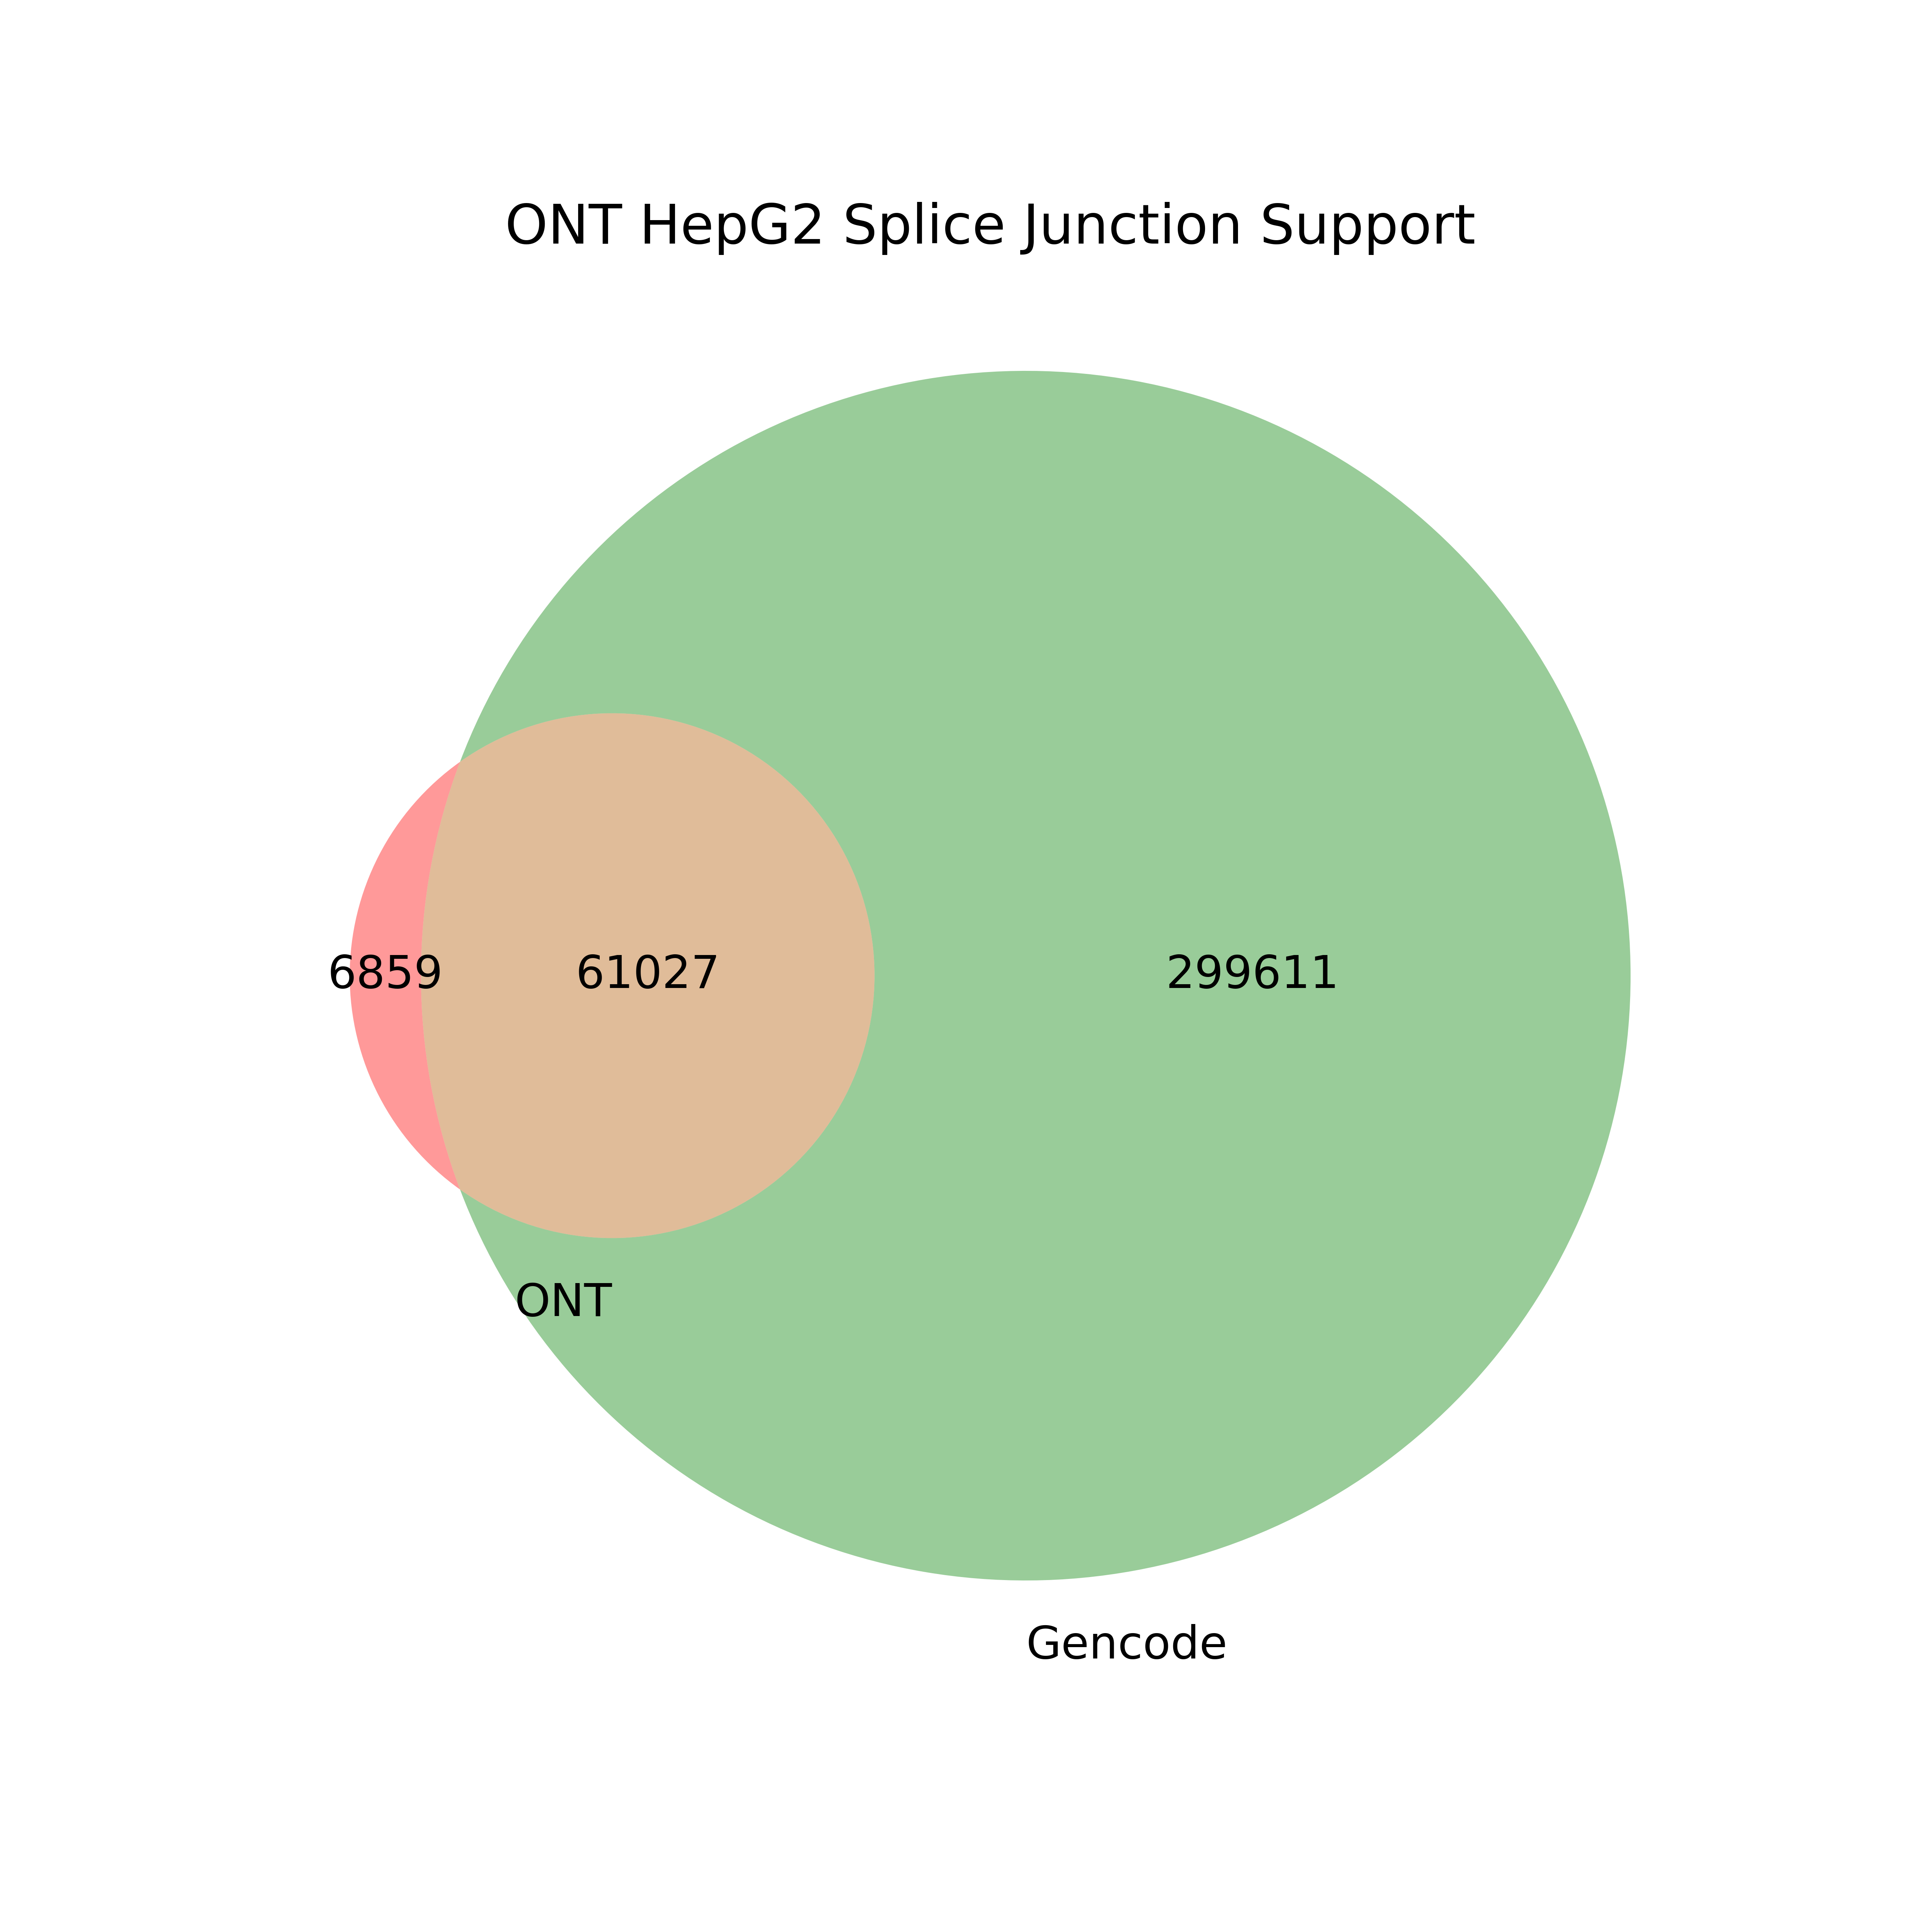 ONT HepG2 Splice Junction Support
6859
61027
299611
ONT
Gencode